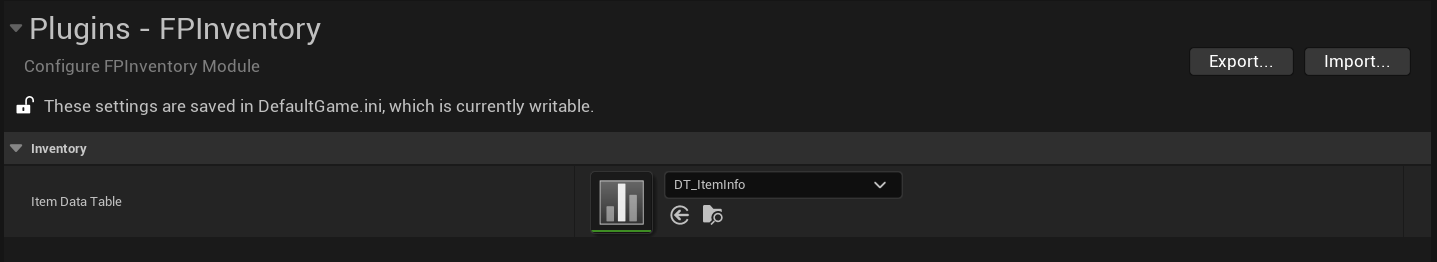 Plugins - FPInventory
Configure FPInventory Module
Export...
Import...
These settings are saved in DefaultGame.ini, which is currently writable.
Inventory
Item Data Table
DT_ItemInfo